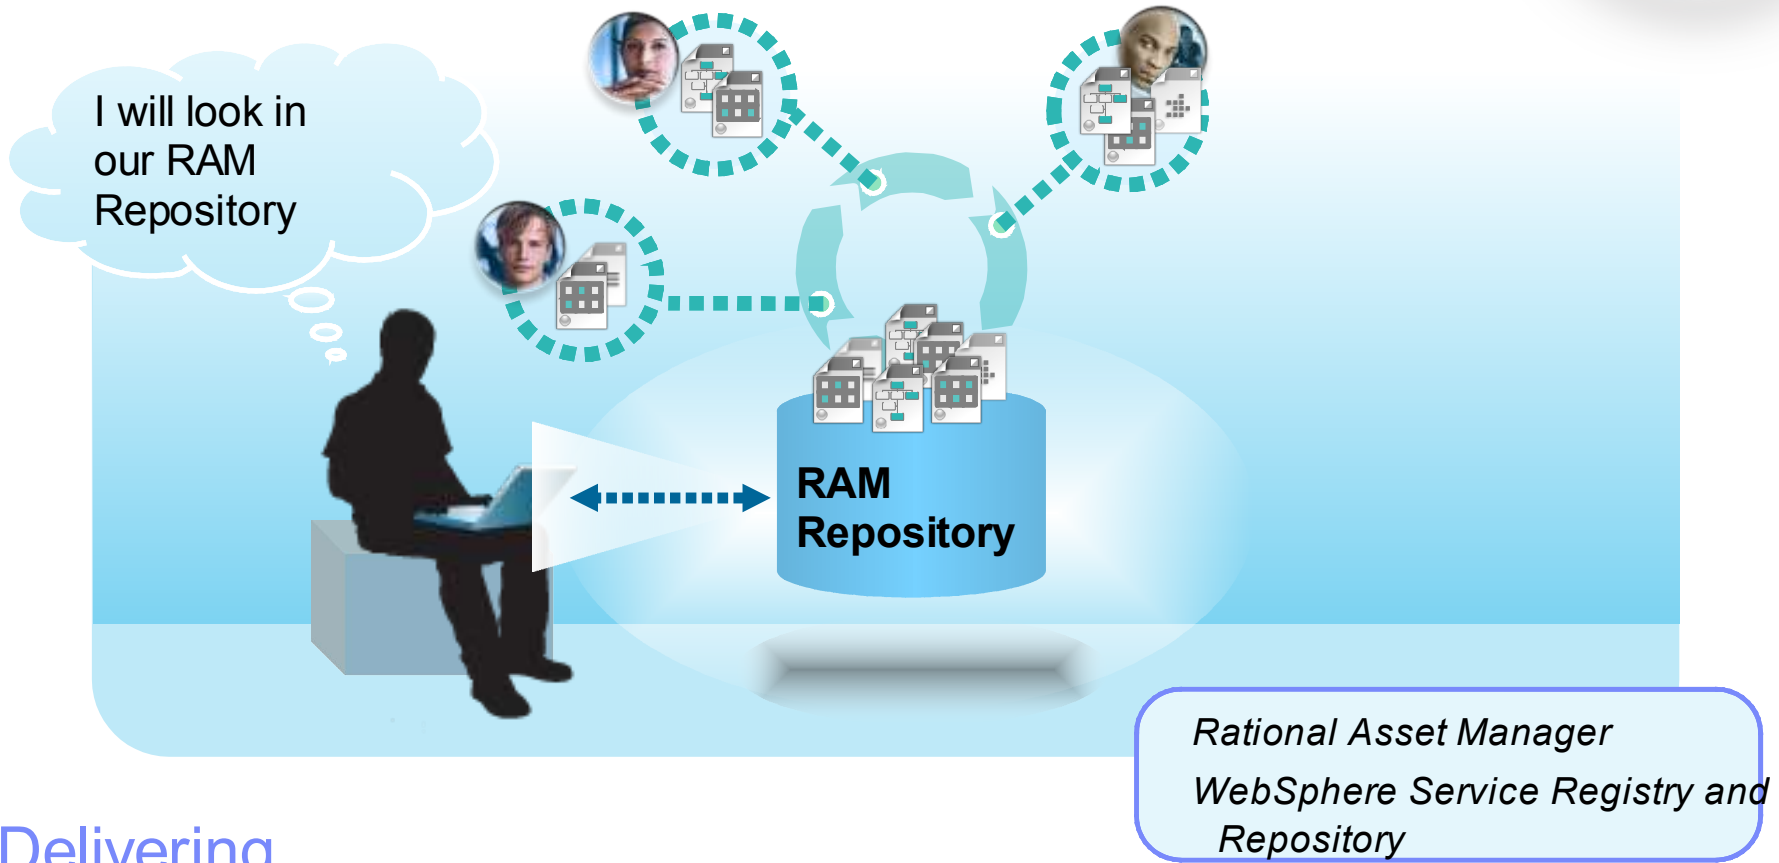 I will look in
our RAM
Repository
RAM
Repository
Rational Asset Manager
WebSphere Service Registry and
Repository
Delivering